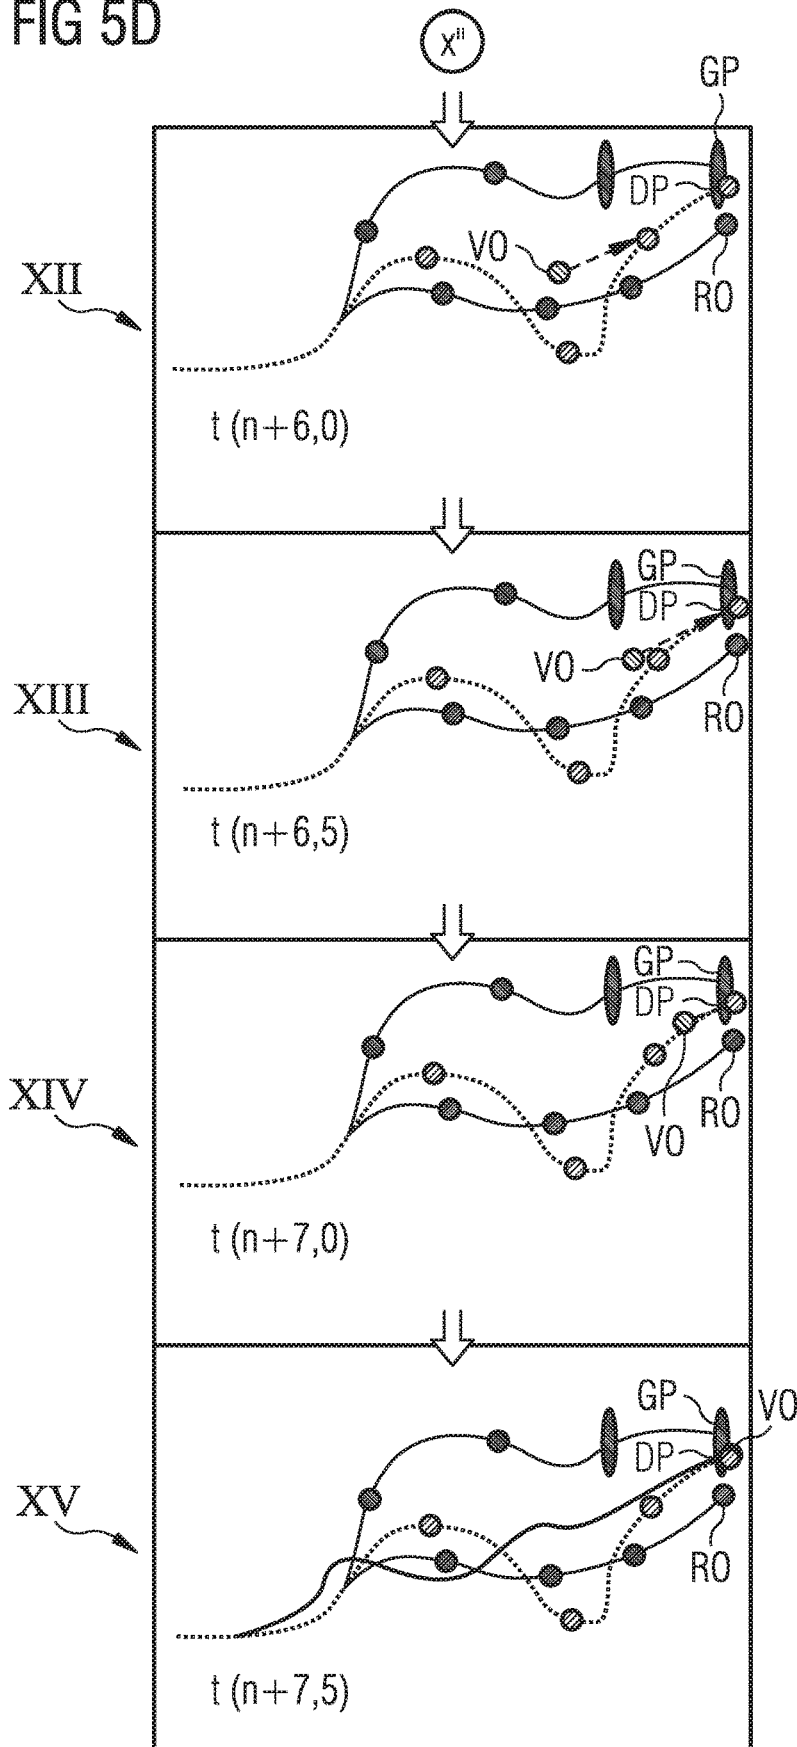 FIG 5D
X"
GP
DP
VO
XII
RO
t (n+6,0)
GP
DP
VO
XIII
RO
t (n+6,5)
GP
DP
XIV
RO
VO
t (n+7,0)
GP
VO
DP
XV
RO
t (n+7,5)